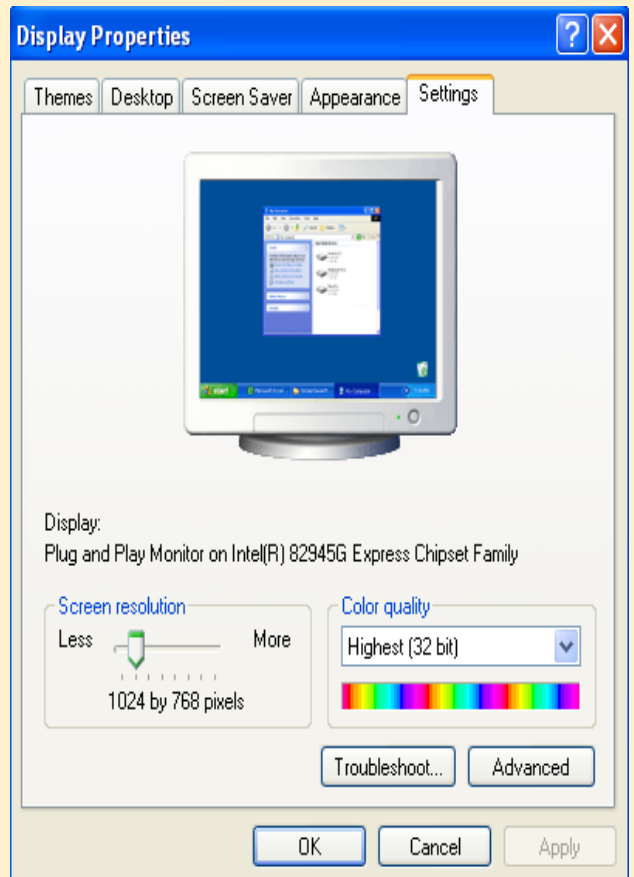 Display Properties
Themes Desktop Screen Saver Appearance Settings
start
Display:
Plug and Play Monitor on Intel(R) 82945G Express Chipset Family
Screen resolution
Less More
1024 by 768 pixels
Color quality
Highest (32 bit)
Troubleshoot... Advanced
OK Cancel Apply